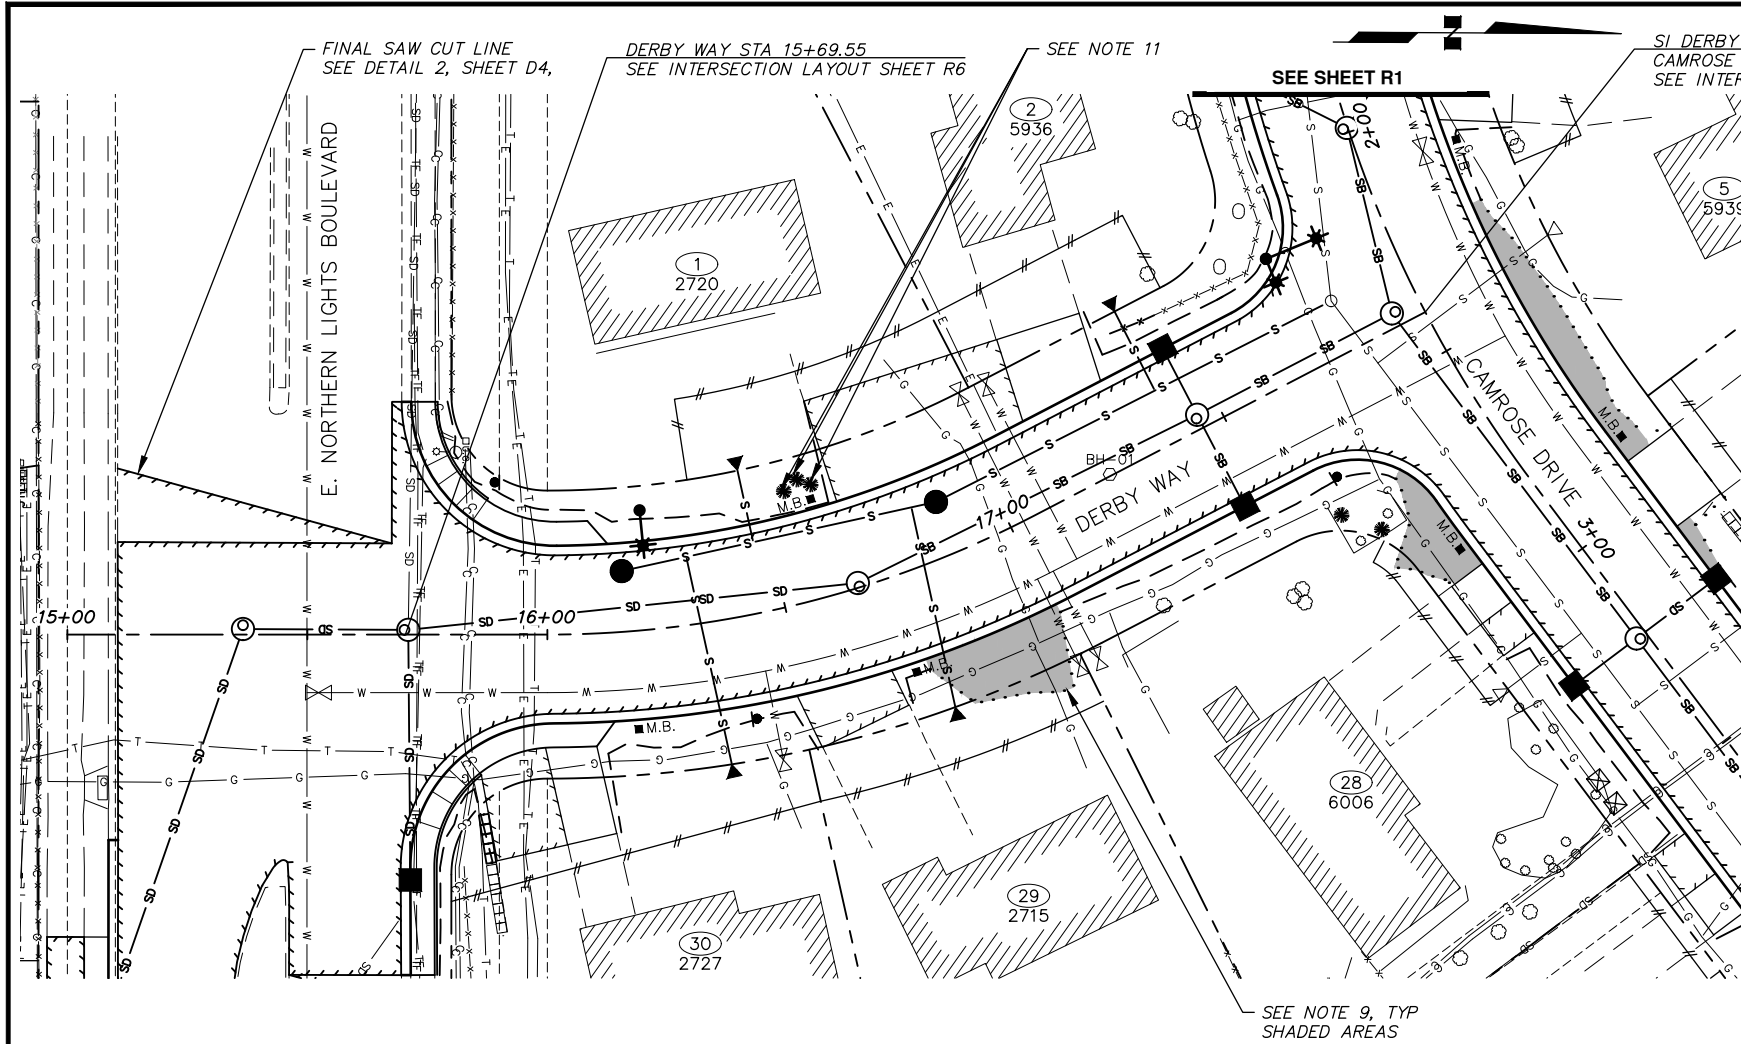 FINAL SAW CUT LINE
SEE DETAIL 2, SHEET D4,
DERBY WAY STA 15+69.55
SEE INTERSECTION LAYOUT SHEET R6
SEE NOTE 11
N
SEE SHEET R1
SI DERBY
CAMROSE
SEE INTER
E. NORTHERN LIGHTS BOULEVARD
1
2720
2
5936
5
5939
2+00
M.B.
M.B.
M.B.
BH-01
DERBY WAY
CAMROSE DRIVE
3+00
17+00
M.B.
15+00
16+00
M.B.
M.B.
28
6006
29
2715
30
2727
SEE NOTE 9, TYP
SHADED AREAS